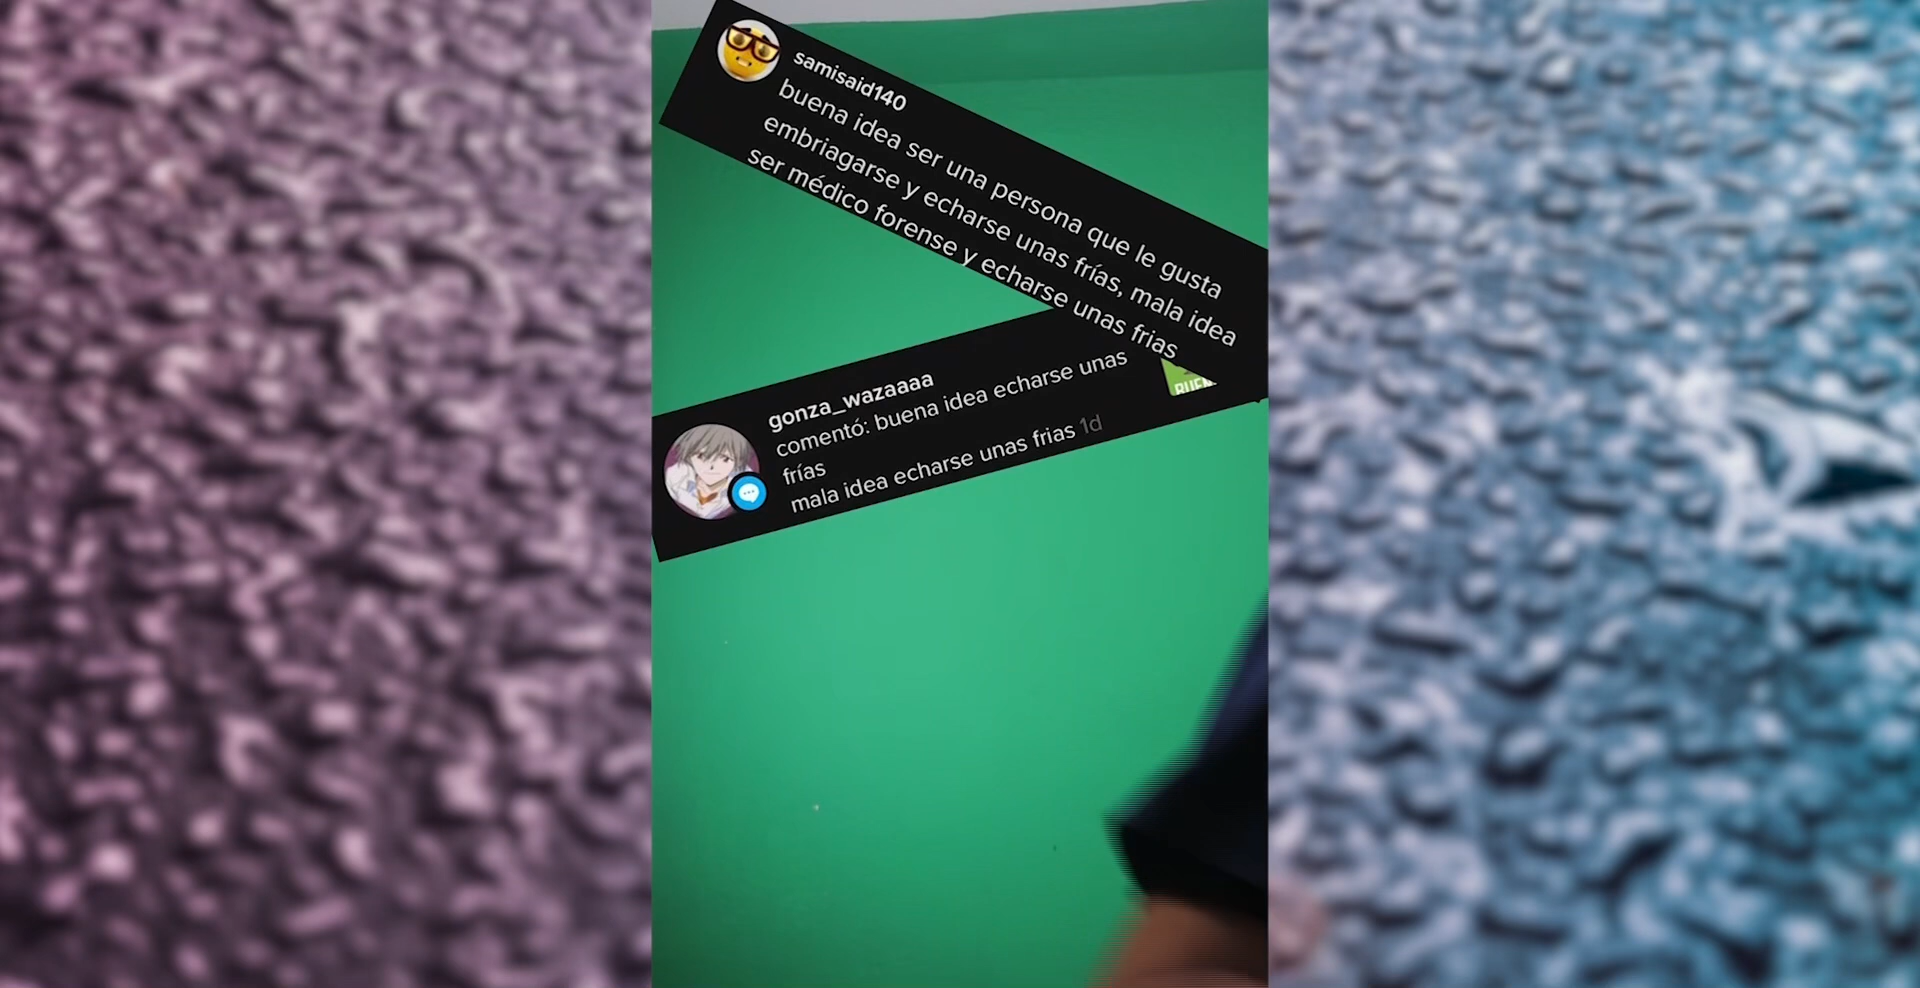 samisaid140
buena idea ser una persona que le gusta
embriagarse y echarse unas frías, mala idea
ser médico forense y echarse unas frias
gonza_wazaaaa
comentó: buena idea echarse unas
frías
mala idea echarse unas frias 1d